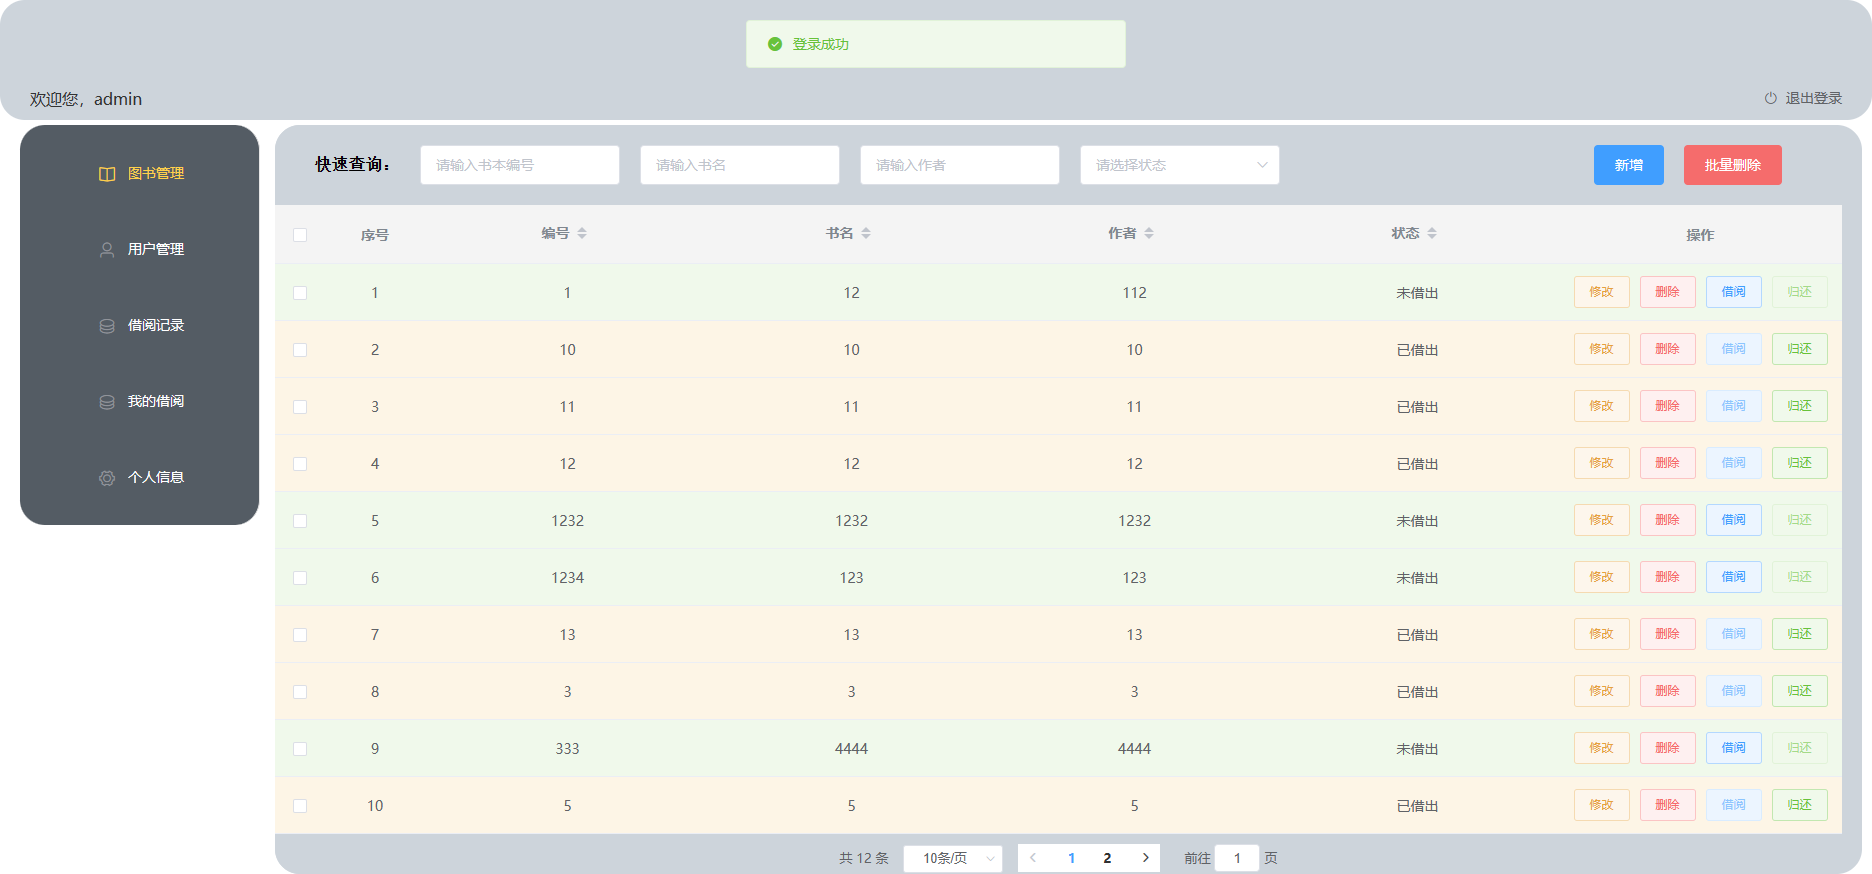 登录成功
欢迎您，admin
退出登录
图书管理
用户管理
借阅记录
我的借阅
个人信息
快速查询： 请输入书本编号 请输入书名 请输入作者 请选择状态 新增 批量删除
序号 编号 书名 作者 状态 操作
1 1 12 112 未借出 修改 删除 借阅 归还
2 10 10 10 已借出 修改 删除 借阅 归还
3 11 11 11 已借出 修改 删除 借阅 归还
4 12 12 12 已借出 修改 删除 借阅 归还
5 1232 1232 1232 未借出 修改 删除 借阅 归还
6 1234 123 123 未借出 修改 删除 借阅 归还
7 13 13 13 已借出 修改 删除 借阅 归还
8 3 3 3 已借出 修改 删除 借阅 归还
9 333 4444 4444 未借出 修改 删除 借阅 归还
10 5 5 5 已借出 修改 删除 借阅 归还
共 12 条 10条/页 1 2 前往 1 页